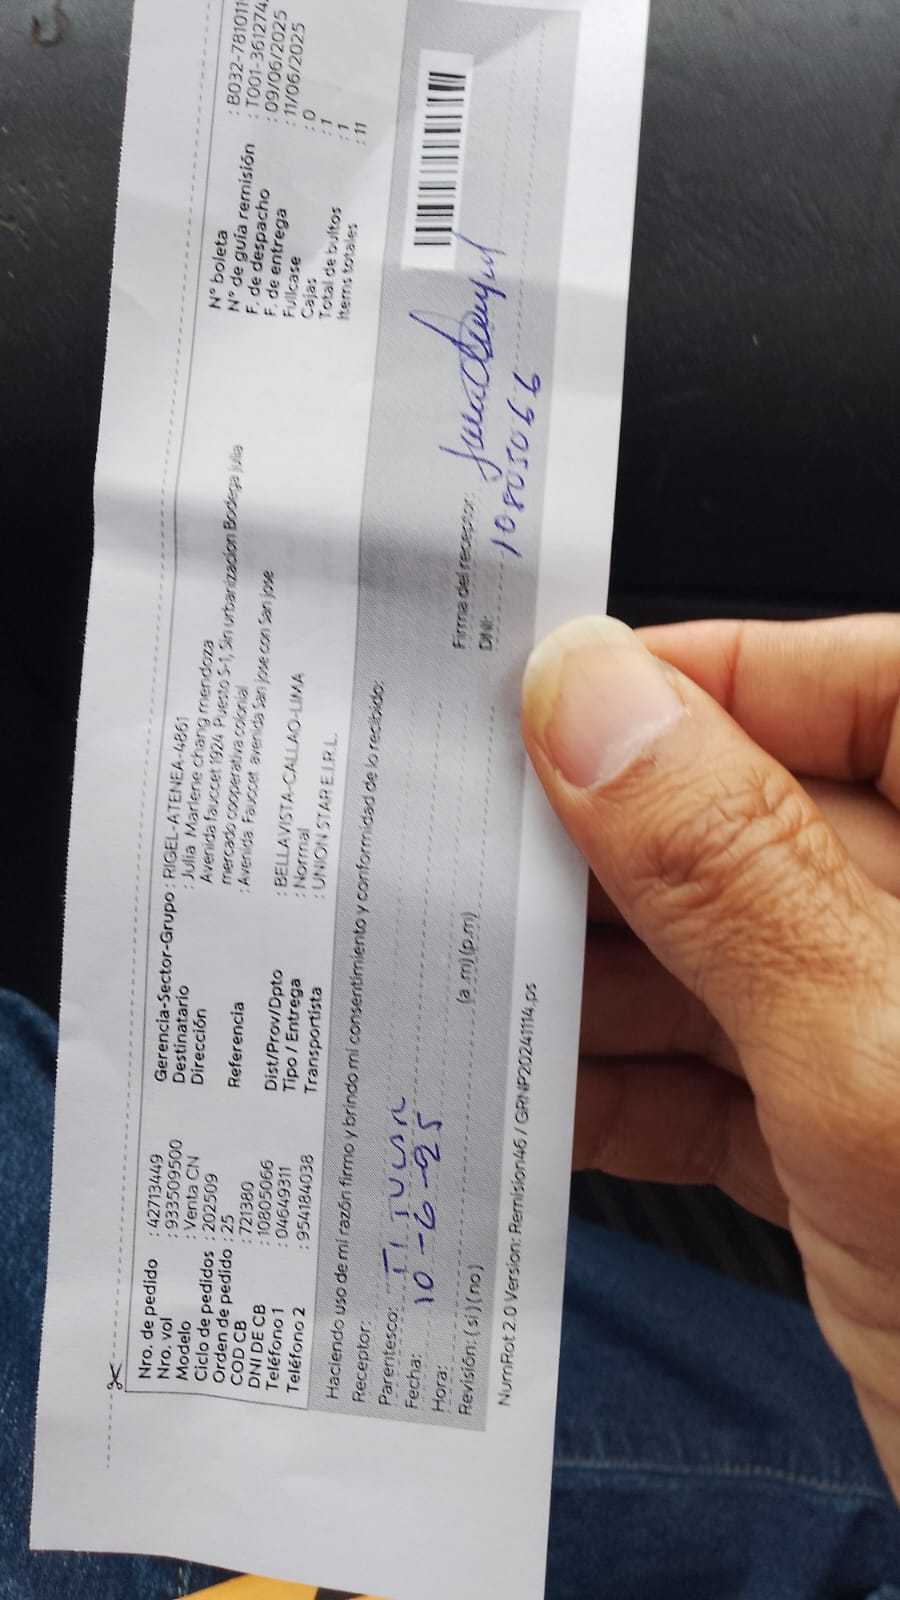 Nro. de pedido : 42713449
Nro. vol : 933509500
Modelo : Venta CN
Ciclo de pedidos : 202509
Orden de pedido : 25
COD CB : 721380
DNI DE CB : 10805066
Teléfono 1 : 04649311
Teléfono 2 : 954184038
Gerencia-Sector-Grupo : RIGEL-ATENEA-4861
Destinatario : Julia Marlene chang mendoza
Dirección Avenida fauccet 1924 Puesto S-1, Sin urbanizacion Bodega julia
mercado cooperativa colonial
Referencia : Avenida. Fauccet avenida San jose con San jose
Dist/Prov/Dpto : BELLAVISTA-CALLAO-LIMA
Tipo / Entrega : Normal
Transportista : UNION STAR E.I.R.L.
N° boleta : B032-781011
N° de guía remisión : T001-361274
F. de despacho : 09/06/2025
F. de entrega : 11/06/2025
Fullcase : 0
Cajas : 1
Total de bultos : 1
Items totales : 11
Haciendo uso de mi razón firmo y brindo mi consentimiento y conformidad de lo recibido:
Receptor:
Parentesco: TITULAR
Fecha: 10-6-25
Hora: (a .m) (p.m)
Revisión: ( si ) ( no )
Firma del receptor:
DNI: 10805066
NumRot 2.0 Version: Remision46 / GRNP20241114.ps